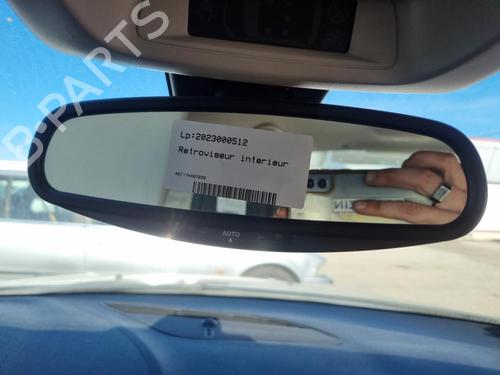 B-PARTS
Lp:2023000512
Retroviseur interieur
AUTO